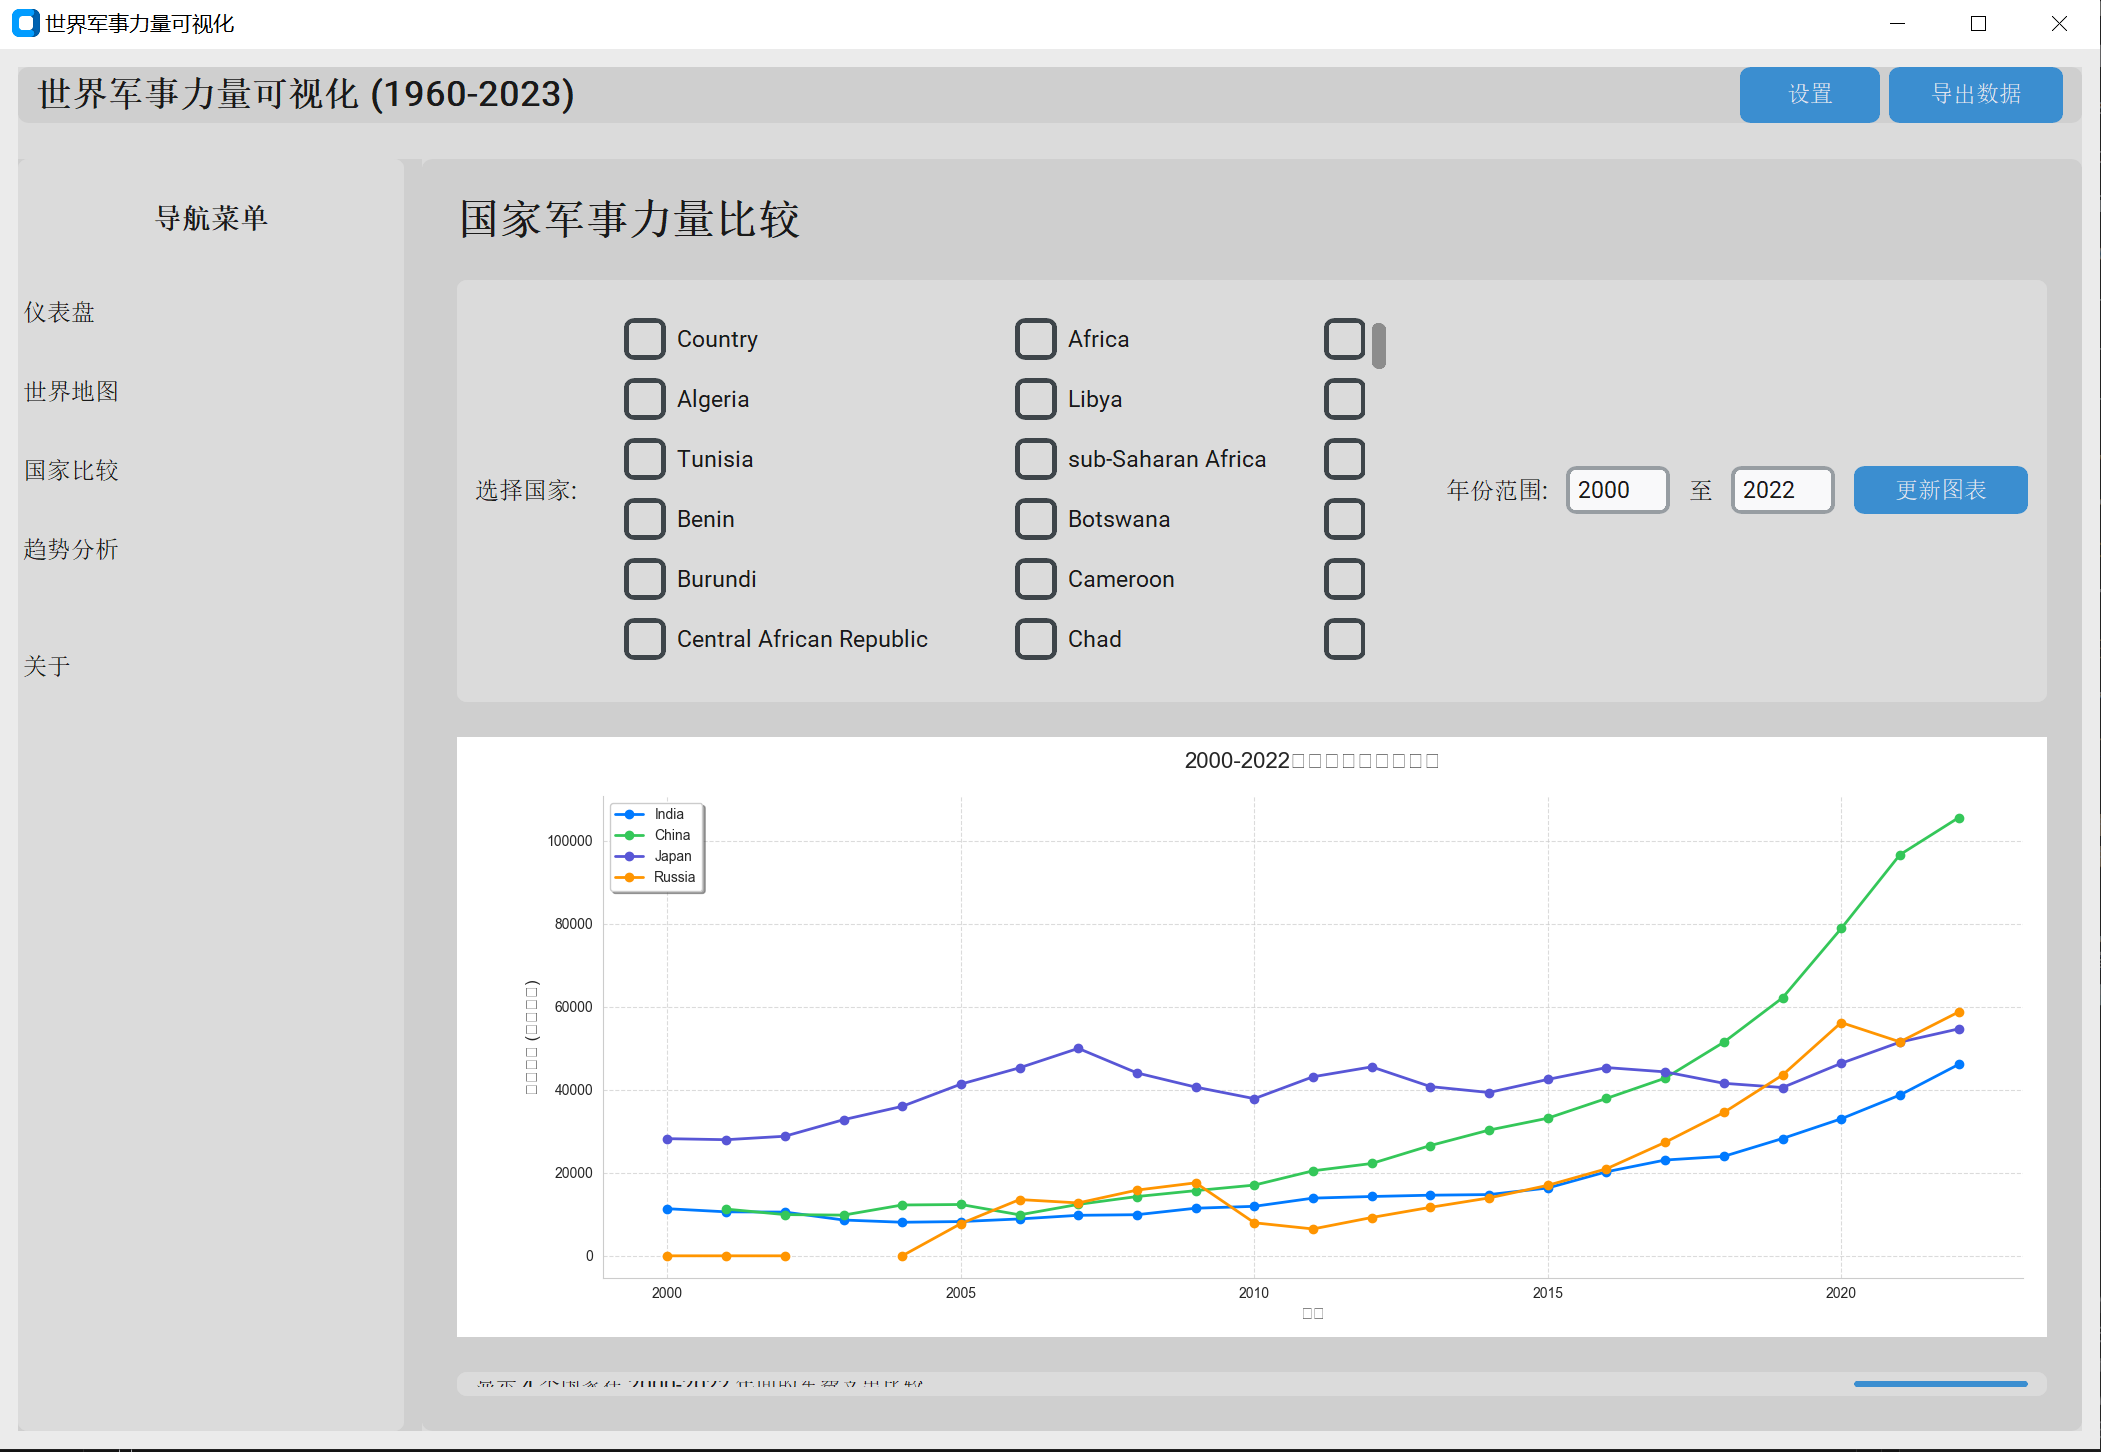 世界军事力量可视化
世界军事力量可视化 (1960-2023)
设置
导出数据
导航菜单
仪表盘
世界地图
国家比较
趋势分析
关于
国家军事力量比较
选择国家:
Country
Africa
Algeria
Libya
Tunisia
sub-Saharan Africa
Benin
Botswana
Burundi
Cameroon
Central African Republic
Chad
年份范围:
2000
至
2022
更新图表
2000-2022
India
China
Japan
Russia
100000
80000
60000
40000
20000
0
2000
2005
2010
2015
2020